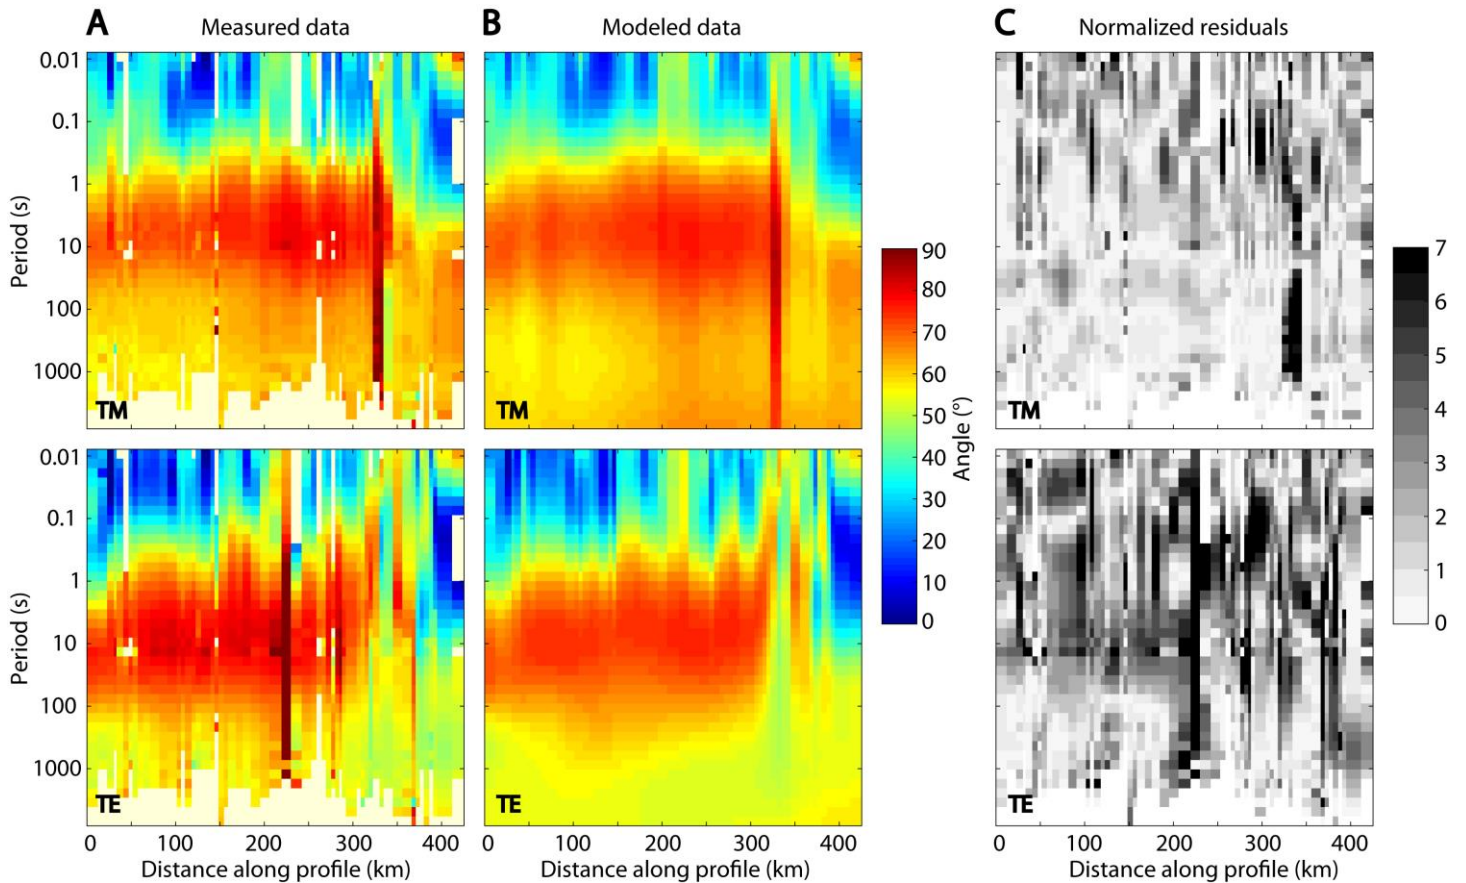 A Measured data
B Modeled data
C Normalized residuals
Period (s)
0.01
0.1
1
10
100
1000
TM
TM
TM
Period (s)
0.01
0.1
1
10
100
1000
TE
TE
TE
90
80
70
60
50
40
30
20
10
0
Angle (°)
7
6
5
4
3
2
1
0
0 100 200 300 400
0 100 200 300 400
0 100 200 300 400
Distance along profile (km)
Distance along profile (km)
Distance along profile (km)